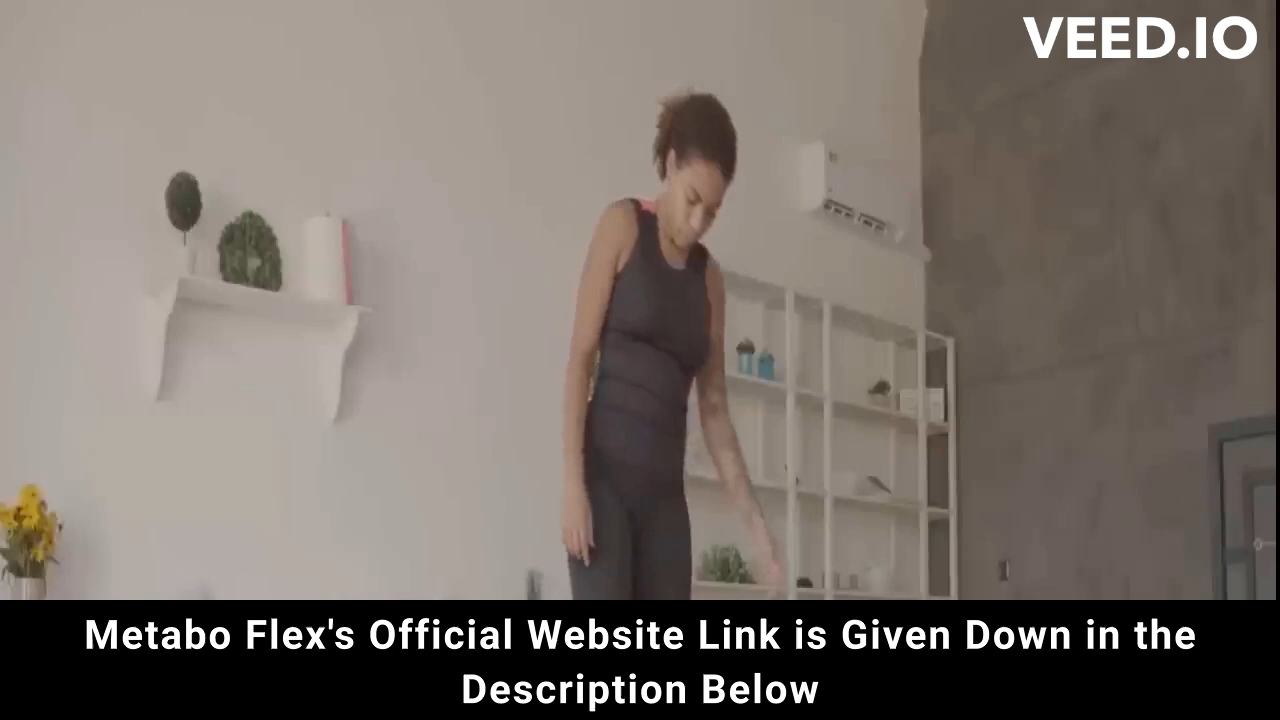 VEED.IO
Metabo Flex's Official Website Link is Given Down in the
Description Below